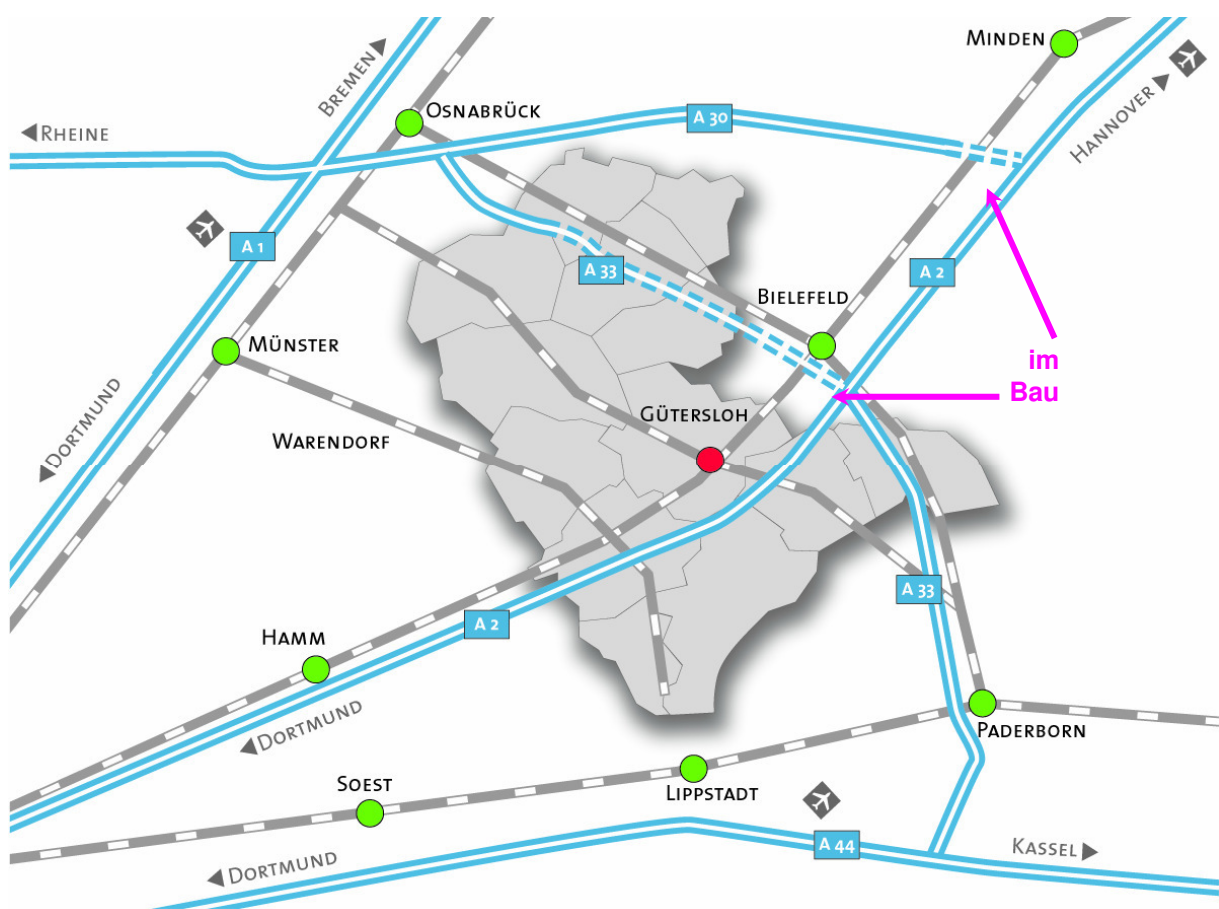 MINDEN
BREMEN
OSNABRÜCK
A 30
RHEINE
HANNOVER
A 1
A 33
A 2
BIELEFELD
MÜNSTER
im
Bau
GÜTERSLOH
DORTMUND
WARENDORF
A 33
A 2
HAMM
DORTMUND
PADERBORN
SOEST
LIPPSTADT
A 44
KASSEL
DORTMUND